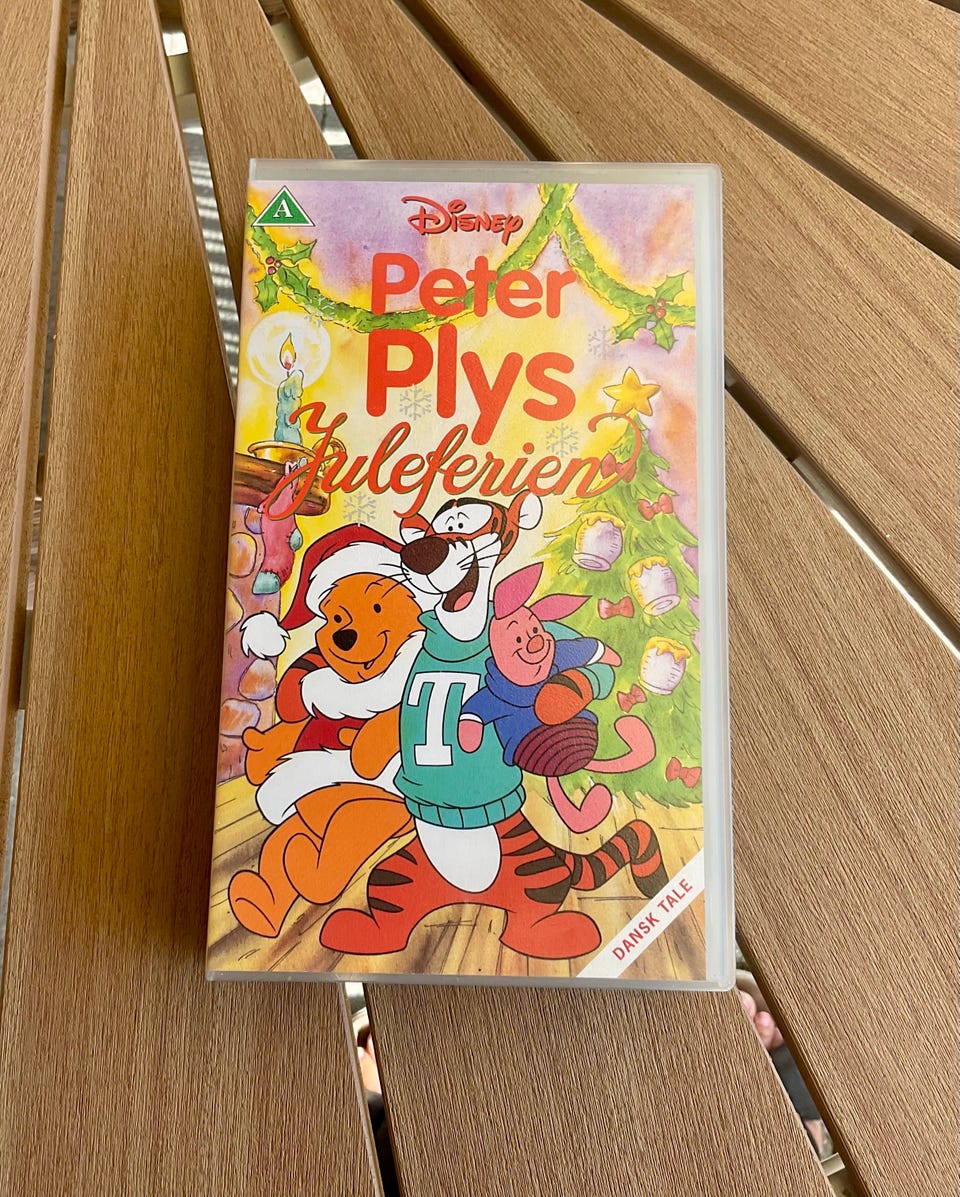 A
Disney
Peter
Plys
Juleferien
T
DANSK TALE